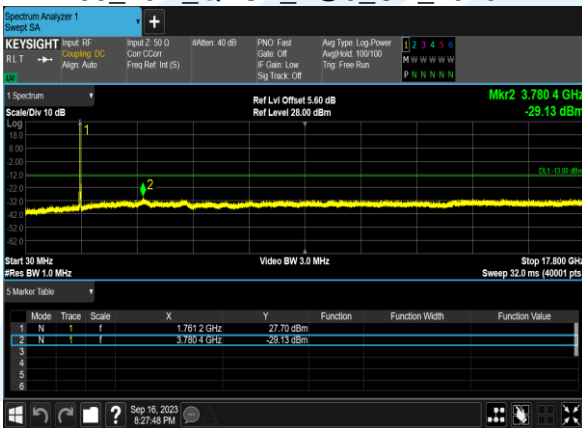 Spectrum Analyzer 1
Swept SA
+
KEYSIGHT
RLT
LW
Input: RF
Coupling: DC
Align: Auto
Input Z: 50 Ω
Corr CCorr
Freq Ref: Int (S)
#Atten: 40 dB
PNO: Fast
Gate: Off
IF Gain: Low
Sig Track: Off
Avg Type: Log-Power
Avg|Hold: 100/100
Trig: Free Run
1 2 3 4 5 6
M W W W W W
P N N N N N
1 Spectrum
Scale/Div 10 dB
Ref Lvl Offset 5.60 dB
Ref Level 28.00 dBm
Mkr2 3.780 4 GHz
-29.13 dBm
Log
18.0
8.00
-2.00
-12.0
-22.0
-32.0
-42.0
-52.0
-62.0
1
2
DL1 -13.00 dBm
Start 30 MHz
#Res BW 1.0 MHz
Video BW 3.0 MHz
Stop 17.800 GHz
Sweep 32.0 ms (40001 pts
5 Marker Table
Mode Trace Scale X Y Function Function Width Function Value
1 N 1 f 1.761 2 GHz 27.70 dBm
2 N 1 f 3.780 4 GHz -29.13 dBm
3
4
5
6
?
Sep 16, 2023
8:27:48 PM